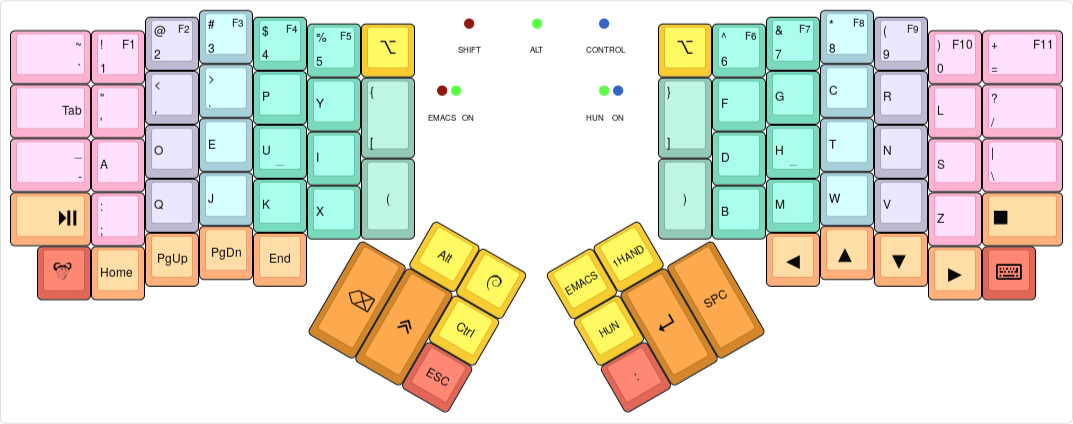 ~
`
! F1
1
@ F2
2
# F3
3
$ F4
4
% F5
5
⌥
SHIFT
ALT
CONTROL
⌥
^ F6
6
& F7
7
* F8
8
( F9
9
) F10
0
+ F11
=
Tab
"
'
<
,
>
.
P
Y
{
[
EMACS ON
HUN ON
}
]
F
G
C
R
L
?
/
_
-
A
O
E
U
_
I
D
H
_
T
N
S
|
\
:
;
Q
J
K
X
(
)
B
M
W
V
Z
Home
PgUp
PgDn
End
Alt
Ctrl
ESC
EMACS
1HAND
HUN
SPC
: